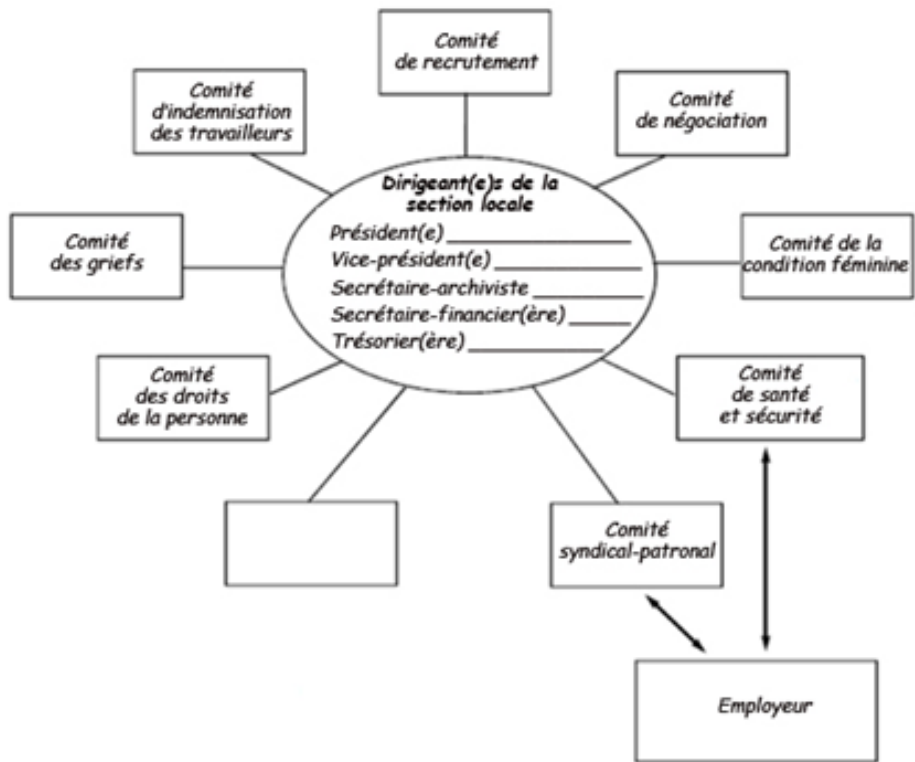 Comité
de recrutement
Comité
d'indemnisation
des travailleurs
Comité
de négociation
Dirigeant(e)s de la
section locale
Président(e)
Vice-président(e)
Secrétaire-archiviste
Secrétaire-financier(ère)
Trésorier(ère)
Comité
des griefs
Comité de la
condition féminine
Comité
des droits
de la personne
Comité
de santé
et sécurité
Comité
syndical-patronal
Employeur